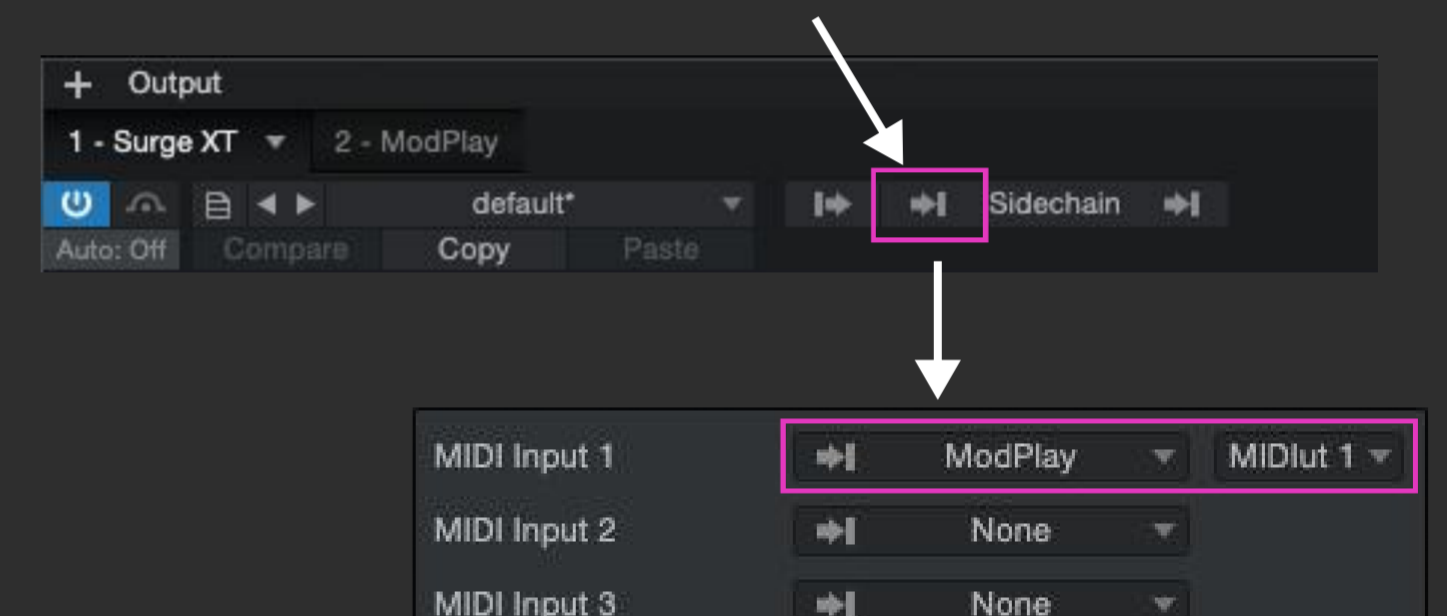 + Output
1 - Surge XT 2 - ModPlay
default* Sidechain
Auto: Off Compare Copy Paste
MIDI Input 1 ModPlay MIDIut 1
MIDI Input 2 None
MIDI Input 3 None